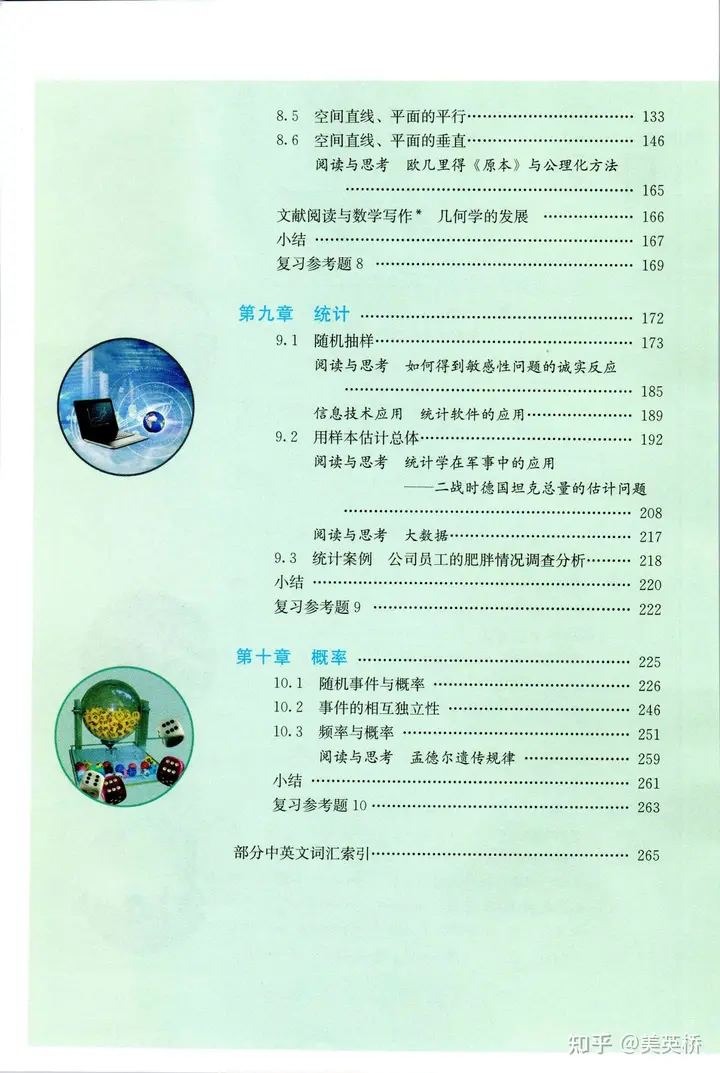 8.5 空间直线、平面的平行 133
8.6 空间直线、平面的垂直 146
阅读与思考 欧几里得《原本》与公理化方法
165
文献阅读与数学写作* 几何学的发展 166
小结 167
复习参考题8 169
第九章 统计 172
9.1 随机抽样 173
阅读与思考 如何得到敏感性问题的诚实反应
185
信息技术应用 统计软件的应用 189
9.2 用样本估计总体 192
阅读与思考 统计学在军事中的应用
——二战时德国坦克总量的估计问题
208
阅读与思考 大数据 217
9.3 统计案例 公司员工的肥胖情况调查分析 218
小结 220
复习参考题9 222
第十章 概率 225
10.1 随机事件与概率 226
10.2 事件的相互独立性 246
10.3 频率与概率 251
阅读与思考 孟德尔遗传规律 259
小结 261
复习参考题10 263
部分中英文词汇索引 265
知乎 @美英桥